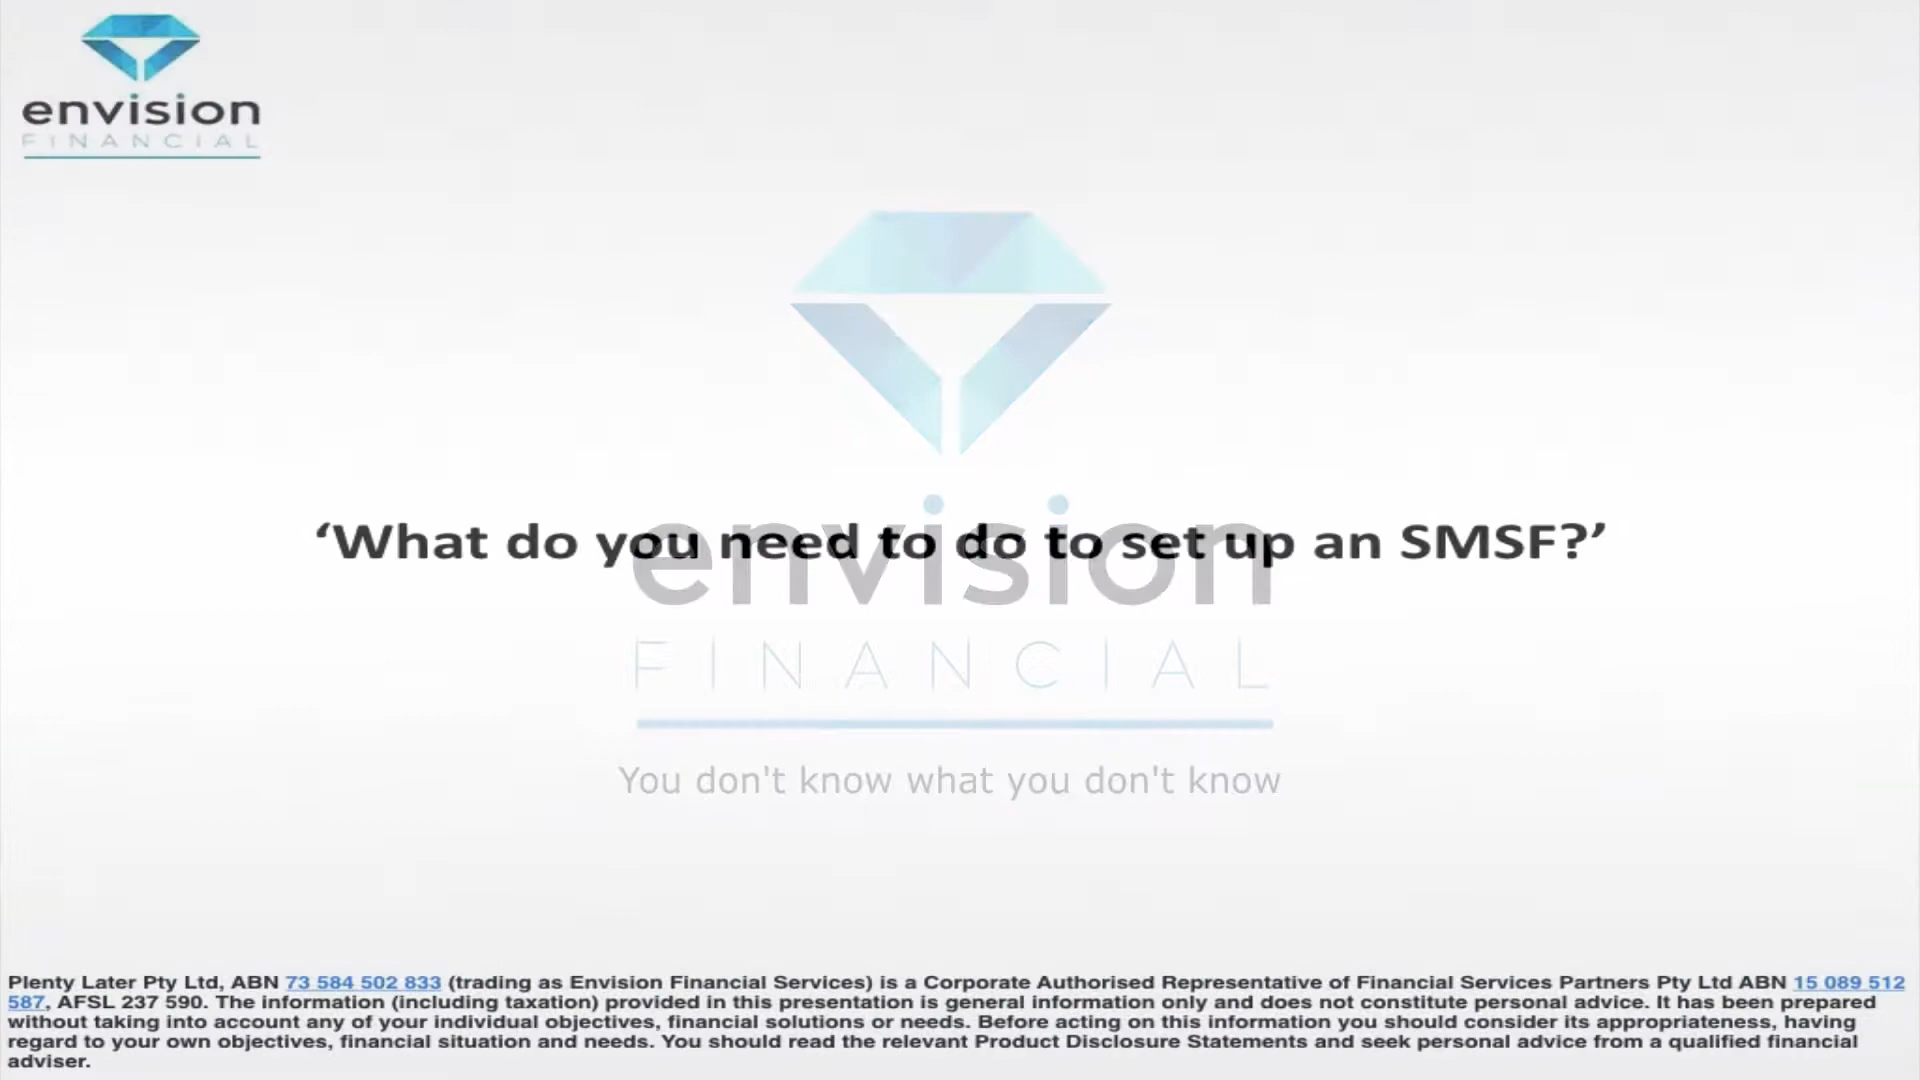 envision
FINANCIAL
‘What do you need to do to set up an SMSF?’
envision
FINANCIAL
You don't know what you don't know
Plenty Later Pty Ltd, ABN 73 584 502 833 (trading as Envision Financial Services) is a Corporate Authorised Representative of Financial Services Partners Pty Ltd ABN 15 089 512
587, AFSL 237 590. The information (including taxation) provided in this presentation is general information only and does not constitute personal advice. It has been prepared
without taking into account any of your individual objectives, financial solutions or needs. Before acting on this information you should consider its appropriateness, having
regard to your own objectives, financial situation and needs. You should read the relevant Product Disclosure Statements and seek personal advice from a qualified financial
adviser.